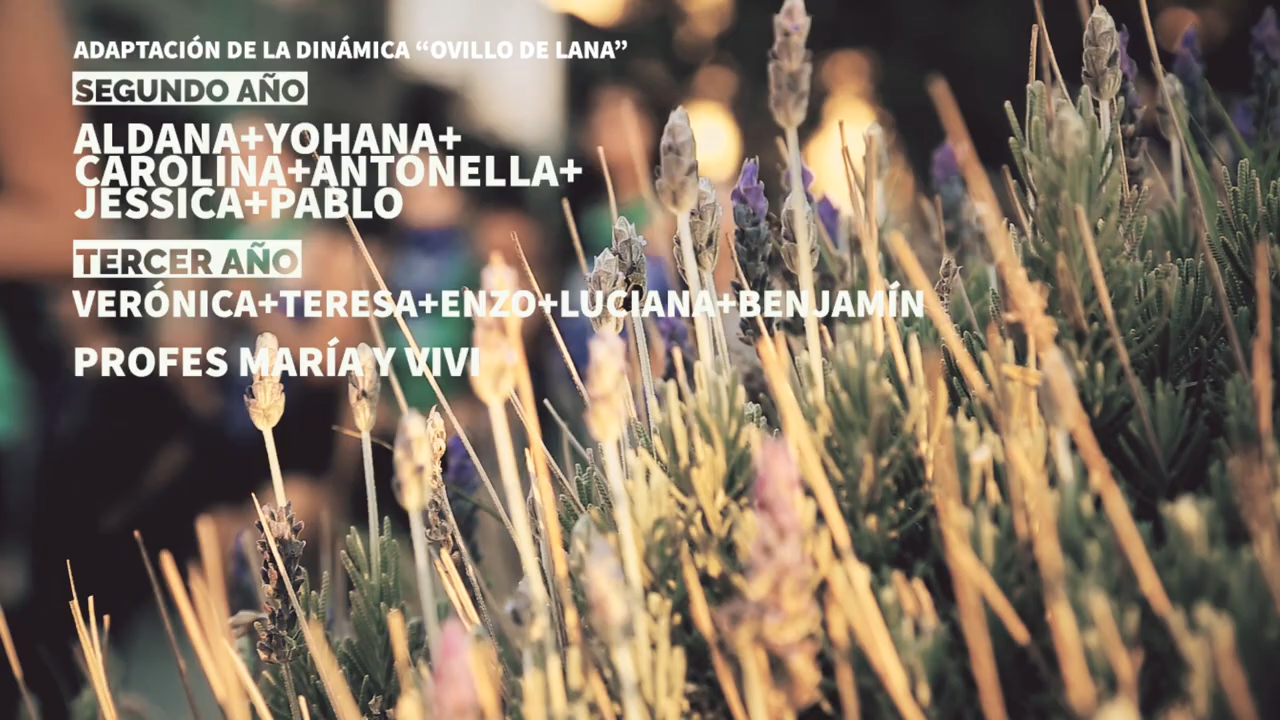 ADAPTACIÓN DE LA DINÁMICA “OVILLO DE LANA”
SEGUNDO AÑO
ALDANA+YOHANA+
CAROLINA+ANTONELLA+
JESSICA+PABLO
TERCER AÑO
VERÓNICA+TERESA+ENZO+LUCIANA+BENJAMÍN
PROFES MARÍA Y VIVI